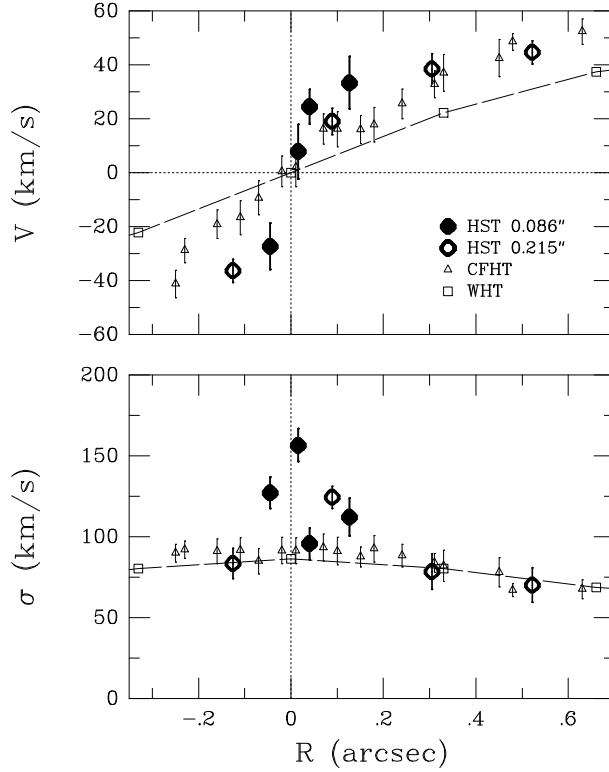 60
40
20
0
−20
−40
−60
V (km/s)
HST 0.086″
HST 0.215″
CFHT
WHT
200
150
100
50
0
σ (km/s)
−.2 0 .2 .4 .6
R (arcsec)